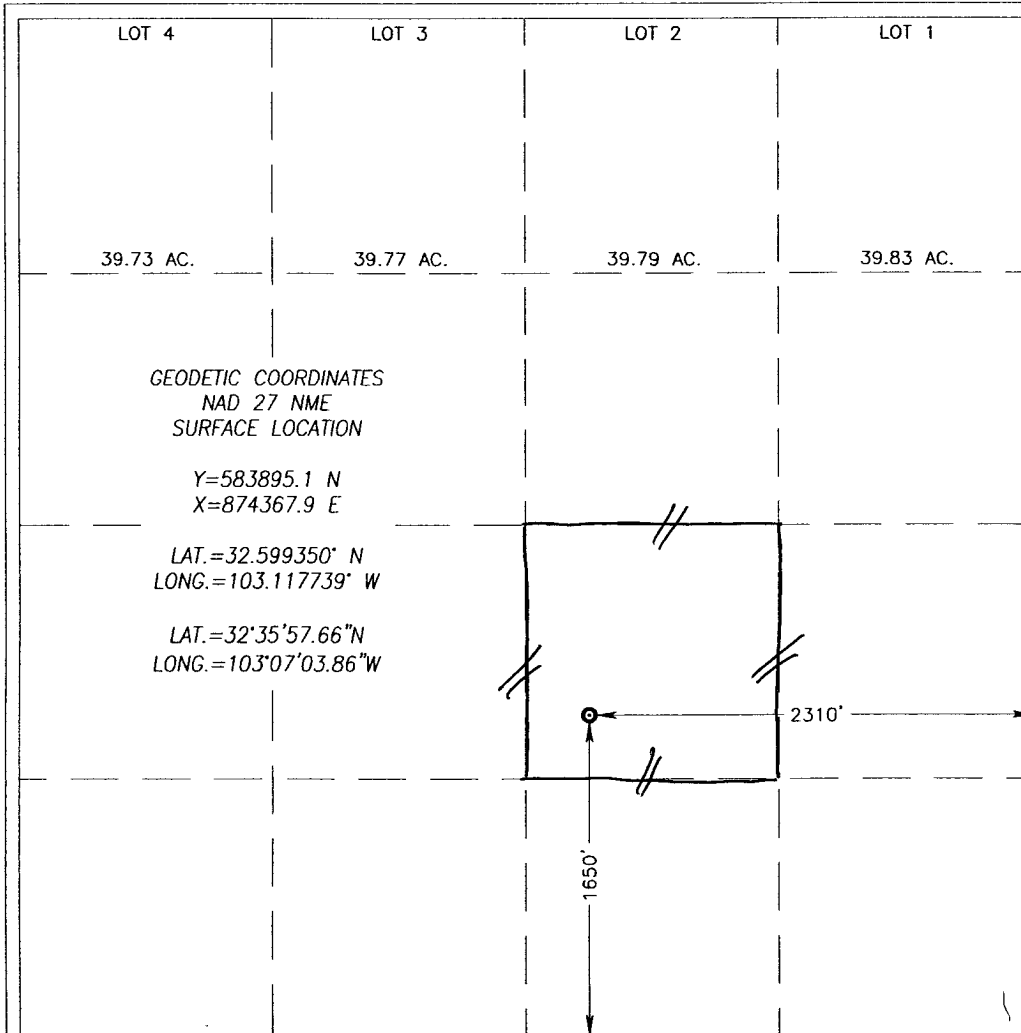 LOT 4 LOT 3 LOT 2 LOT 1
39.73 AC. 39.77 AC. 39.79 AC. 39.83 AC.
GEODETIC COORDINATES
NAD 27 NME
SURFACE LOCATION
Y=583895.1 N
X=874367.9 E
LAT.=32.599350° N
LONG.=103.117739° W
LAT.=32°35'57.66"N
LONG.=103°07'03.86"W
2310'
1650'